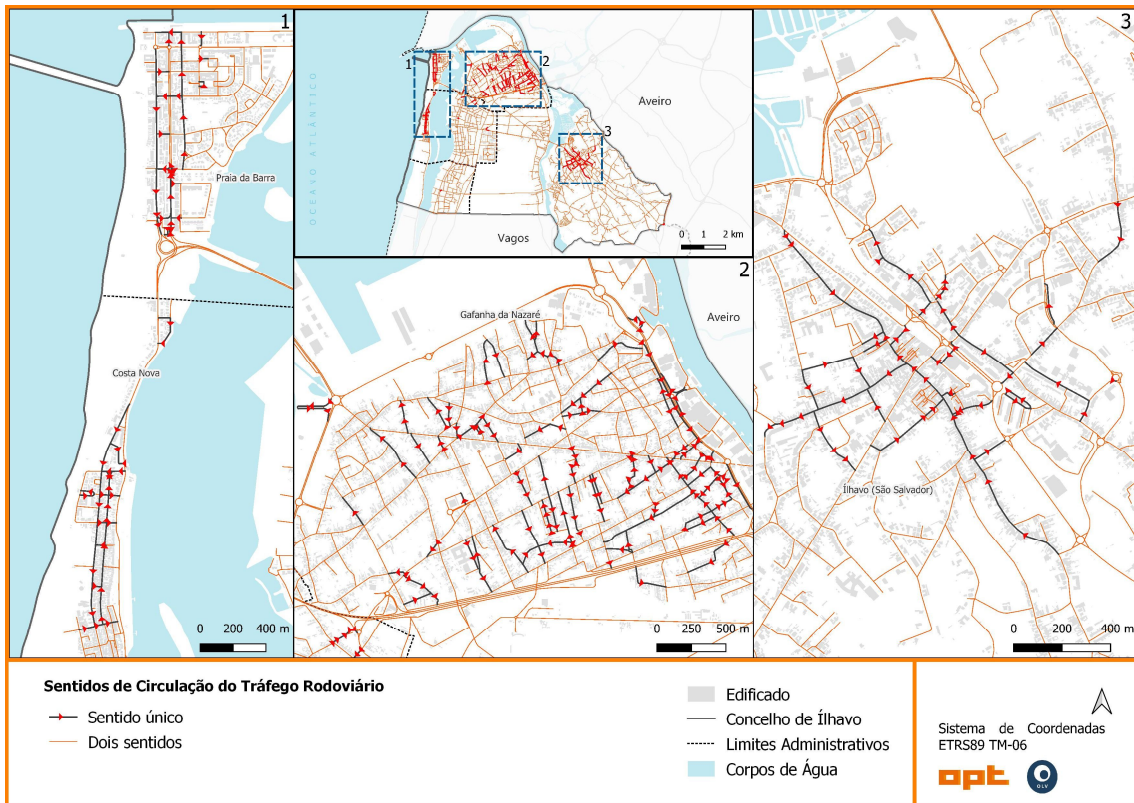 1
Praia da Barra
Costa Nova
0 200 400 m
OCEANO ATLÂNTICO
1
2
3
Aveiro
Vagos
0 1 2 km
2
Gafanha da Nazaré
Aveiro
0 250 500 m
3
Ílhavo (São Salvador)
0 200 400 m
Sentidos de Circulação do Tráfego Rodoviário
Sentido único
Dois sentidos
Edificado
Concelho de Ílhavo
Limites Administrativos
Corpos de Água
Sistema de Coordenadas
ETRS89 TM-06
opt
OLV